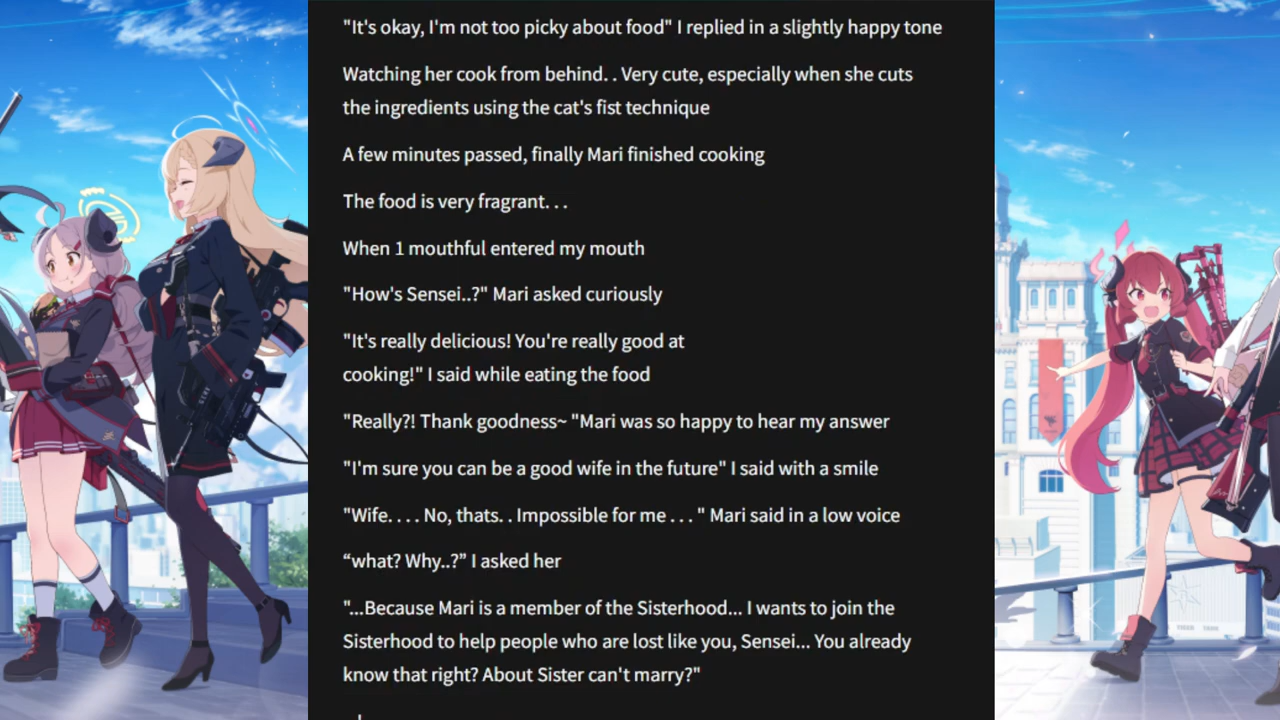 "It's okay, I'm not too picky about food" I replied in a slightly happy tone
Watching her cook from behind. . Very cute, especially when she cuts
the ingredients using the cat's fist technique
A few minutes passed, finally Mari finished cooking
The food is very fragrant. . .
When 1 mouthful entered my mouth
"How's Sensei..?" Mari asked curiously
"It's really delicious! You're really good at
cooking!" I said while eating the food
"Really?! Thank goodness~ "Mari was so happy to hear my answer
"I'm sure you can be a good wife in the future" I said with a smile
"Wife. . . . No, thats. . Impossible for me . . . " Mari said in a low voice
“what? Why..?” I asked her
"...Because Mari is a member of the Sisterhood... I wants to join the
Sisterhood to help people who are lost like you, Sensei... You already
know that right? About Sister can't marry?"